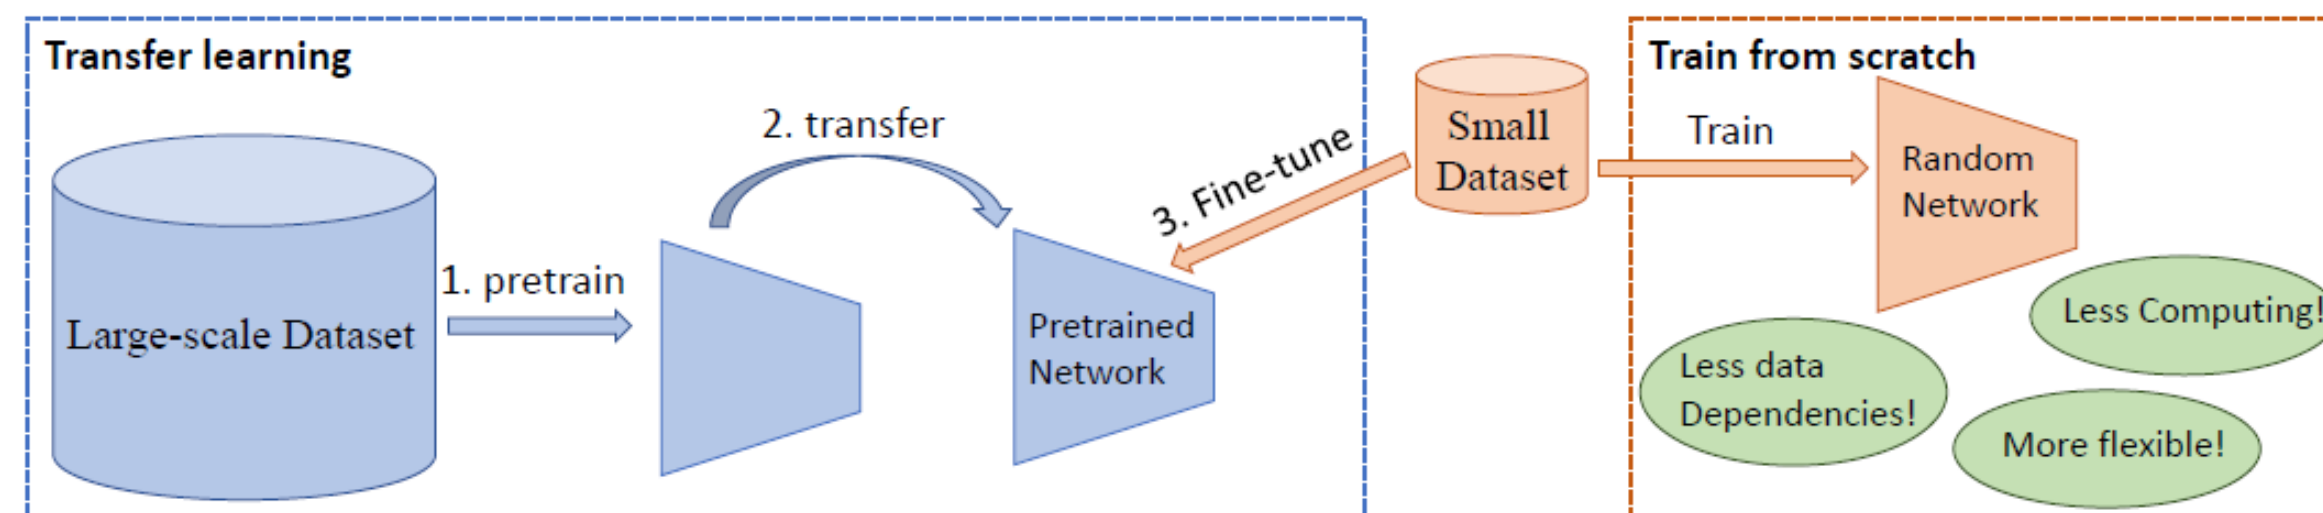 Transfer learning
Large-scale Dataset
1. pretrain
2. transfer
Pretrained
Network
3. Fine-tune
Small
Dataset
Train from scratch
Train
Random
Network
Less Computing!
Less data
Dependencies!
More flexible!